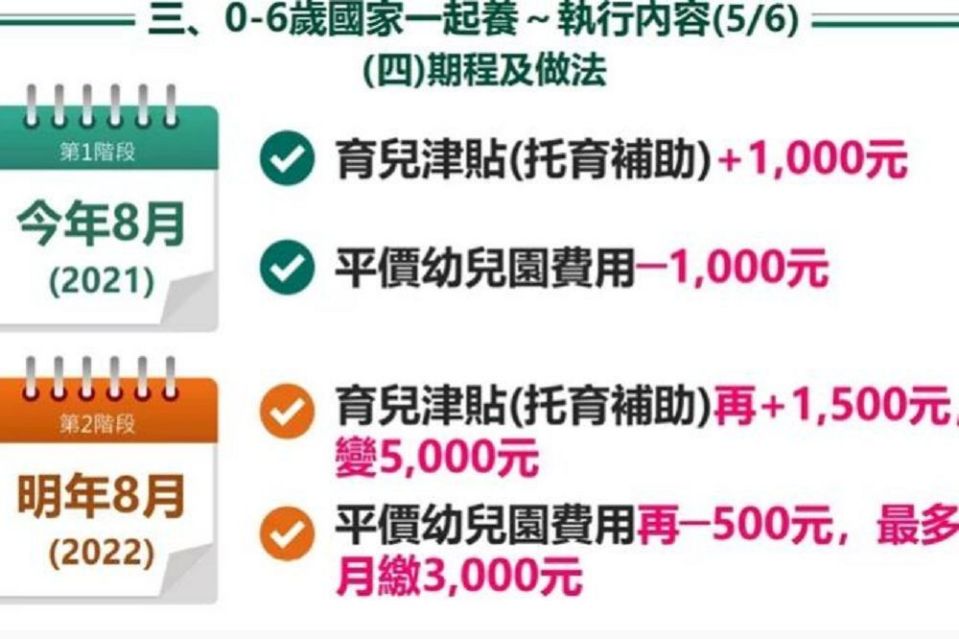 三、0-6歲國家一起養~執行內容(5/6)
(四)期程及做法
第1階段
今年8月
(2021)
育兒津貼(托育補助)+1,000元
平價幼兒園費用−1,000元
第2階段
明年8月
(2022)
育兒津貼(托育補助)再+1,500元,
變5,000元
平價幼兒園費用再−500元，最多
月繳3,000元